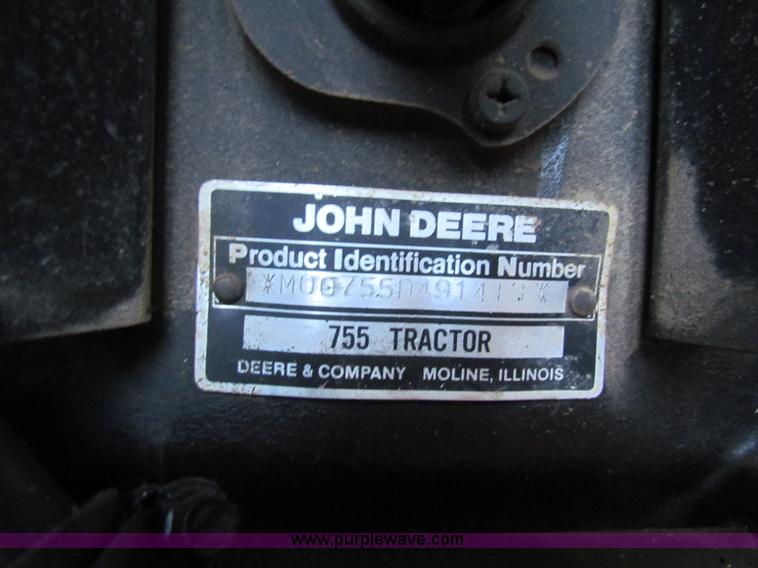 JOHN DEERE
Product Identification Number
*M00755D491413*
755 TRACTOR
DEERE & COMPANY MOLINE, ILLINOIS
www.purplewave.com